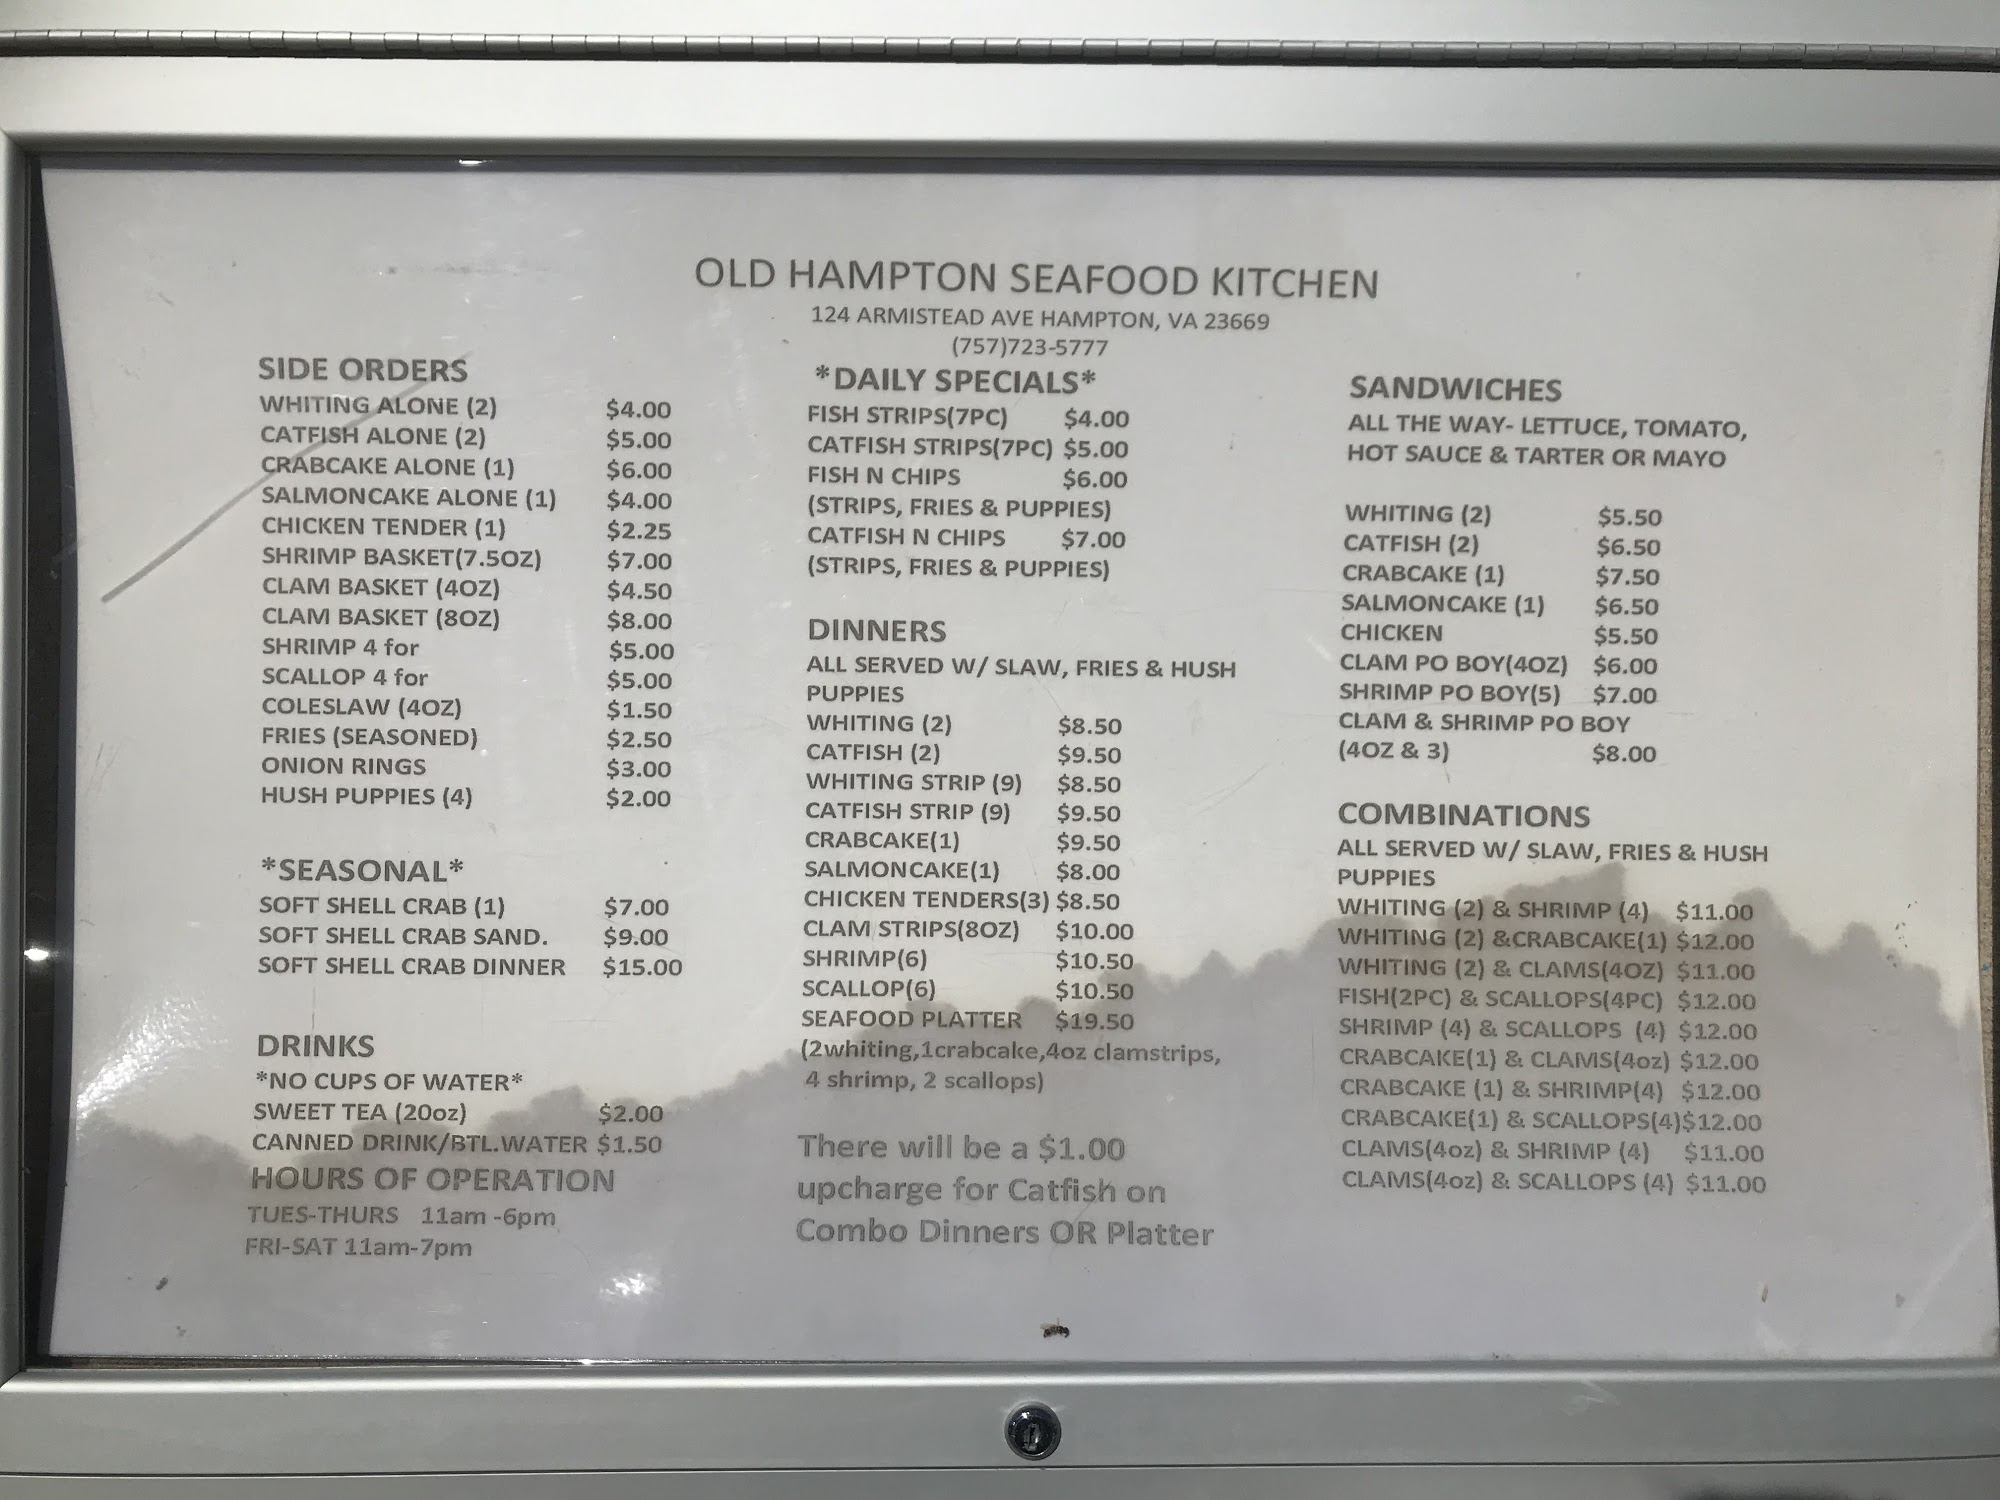 OLD HAMPTON SEAFOOD KITCHEN
124 ARMISTEAD AVE HAMPTON, VA 23669
(757)723-5777
SIDE ORDERS
WHITING ALONE (2) $4.00
CATFISH ALONE (2) $5.00
CRABCAKE ALONE (1) $6.00
SALMONCAKE ALONE (1) $4.00
CHICKEN TENDER (1) $2.25
SHRIMP BASKET(7.5OZ) $7.00
CLAM BASKET (4OZ) $4.50
CLAM BASKET (8OZ) $8.00
SHRIMP 4 for $5.00
SCALLOP 4 for $5.00
COLESLAW (4OZ) $1.50
FRIES (SEASONED) $2.50
ONION RINGS $3.00
HUSH PUPPIES (4) $2.00
*SEASONAL*
SOFT SHELL CRAB (1) $7.00
SOFT SHELL CRAB SAND. $9.00
SOFT SHELL CRAB DINNER $15.00
DRINKS
*NO CUPS OF WATER*
SWEET TEA (20oz) $2.00
CANNED DRINK/BTL.WATER $1.50
HOURS OF OPERATION
TUES-THURS 11am -6pm
FRI-SAT 11am-7pm
*DAILY SPECIALS*
FISH STRIPS(7PC) $4.00
CATFISH STRIPS(7PC) $5.00
FISH N CHIPS $6.00
(STRIPS, FRIES & PUPPIES)
CATFISH N CHIPS $7.00
(STRIPS, FRIES & PUPPIES)
DINNERS
ALL SERVED W/ SLAW, FRIES & HUSH
PUPPIES
WHITING (2) $8.50
CATFISH (2) $9.50
WHITING STRIP (9) $8.50
CATFISH STRIP (9) $9.50
CRABCAKE(1) $9.50
SALMONCAKE(1) $8.00
CHICKEN TENDERS(3) $8.50
CLAM STRIPS(8OZ) $10.00
SHRIMP(6) $10.50
SCALLOP(6) $10.50
SEAFOOD PLATTER $19.50
(2whiting,1crabcake,4oz clamstrips,
4 shrimp, 2 scallops)
There will be a $1.00
upcharge for Catfish on
Combo Dinners OR Platter
SANDWICHES
ALL THE WAY- LETTUCE, TOMATO,
HOT SAUCE & TARTER OR MAYO
WHITING (2) $5.50
CATFISH (2) $6.50
CRABCAKE (1) $7.50
SALMONCAKE (1) $6.50
CHICKEN $5.50
CLAM PO BOY(4OZ) $6.00
SHRIMP PO BOY(5) $7.00
CLAM & SHRIMP PO BOY
(4OZ & 3) $8.00
COMBINATIONS
ALL SERVED W/ SLAW, FRIES & HUSH
PUPPIES
WHITING (2) & SHRIMP (4) $11.00
WHITING (2) &CRABCAKE(1) $12.00
WHITING (2) & CLAMS(4OZ) $11.00
FISH(2PC) & SCALLOPS(4PC) $12.00
SHRIMP (4) & SCALLOPS (4) $12.00
CRABCAKE(1) & CLAMS(4oz) $12.00
CRABCAKE (1) & SHRIMP(4) $12.00
CRABCAKE(1) & SCALLOPS(4)$12.00
CLAMS(4oz) & SHRIMP (4) $11.00
CLAMS(4oz) & SCALLOPS (4) $11.00